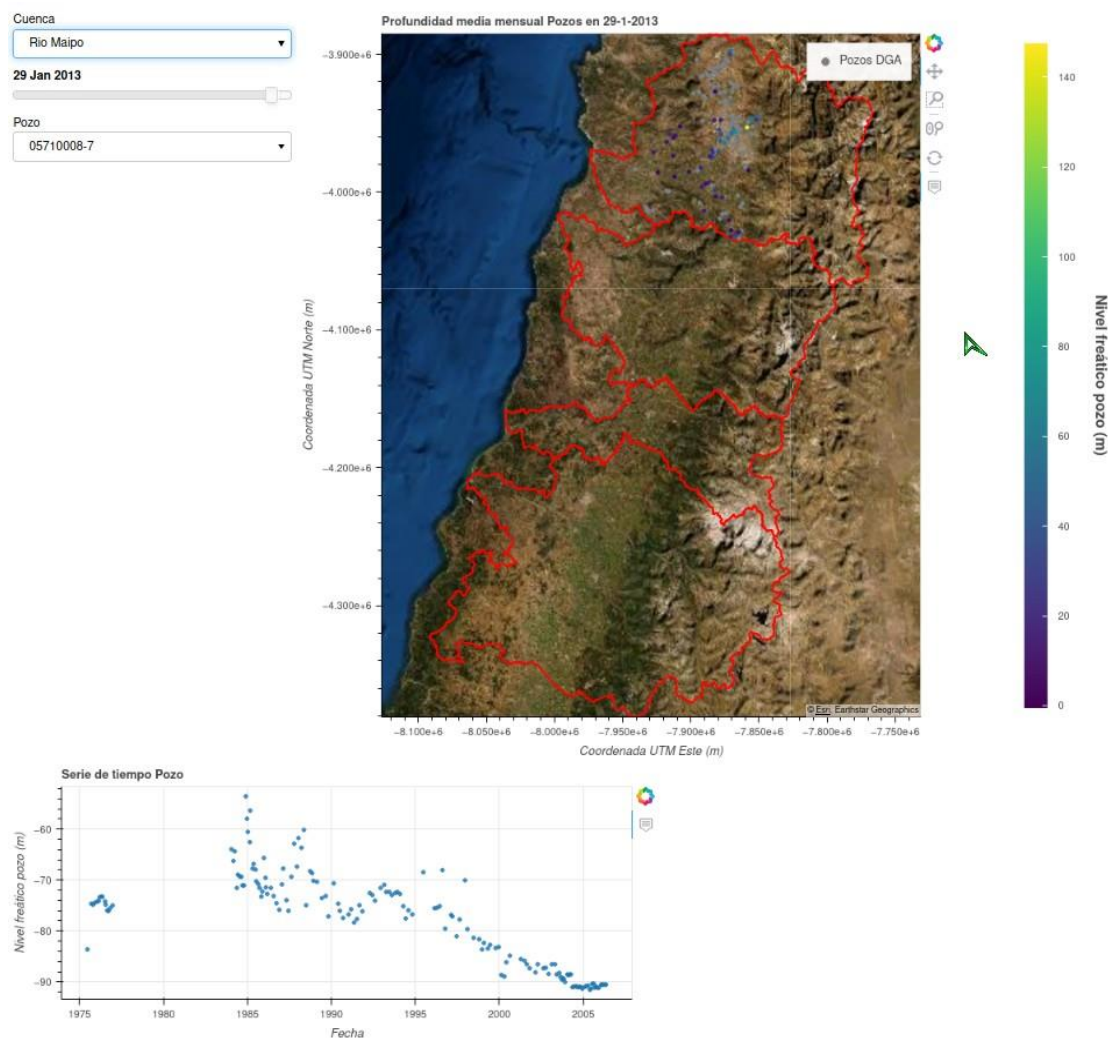 Cuenca
Rio Maipo
29 Jan 2013
Pozo
05710008-7
Profundidad media mensual Pozos en 29-1-2013
Pozos DGA
−3.900e+6
−4.000e+6
−4.100e+6
−4.200e+6
−4.300e+6
Coordenada UTM Norte (m)
© Esri, Earthstar Geographics
−8.100e+6 −8.050e+6 −8.000e+6 −7.950e+6 −7.900e+6 −7.850e+6 −7.800e+6 −7.750e+6
Coordenada UTM Este (m)
140
120
100
80
60
40
20
0
Nivel freático pozo (m)
Serie de tiempo Pozo
−60
−70
−80
−90
Nivel freático pozo (m)
1975 1980 1985 1990 1995 2000 2005
Fecha